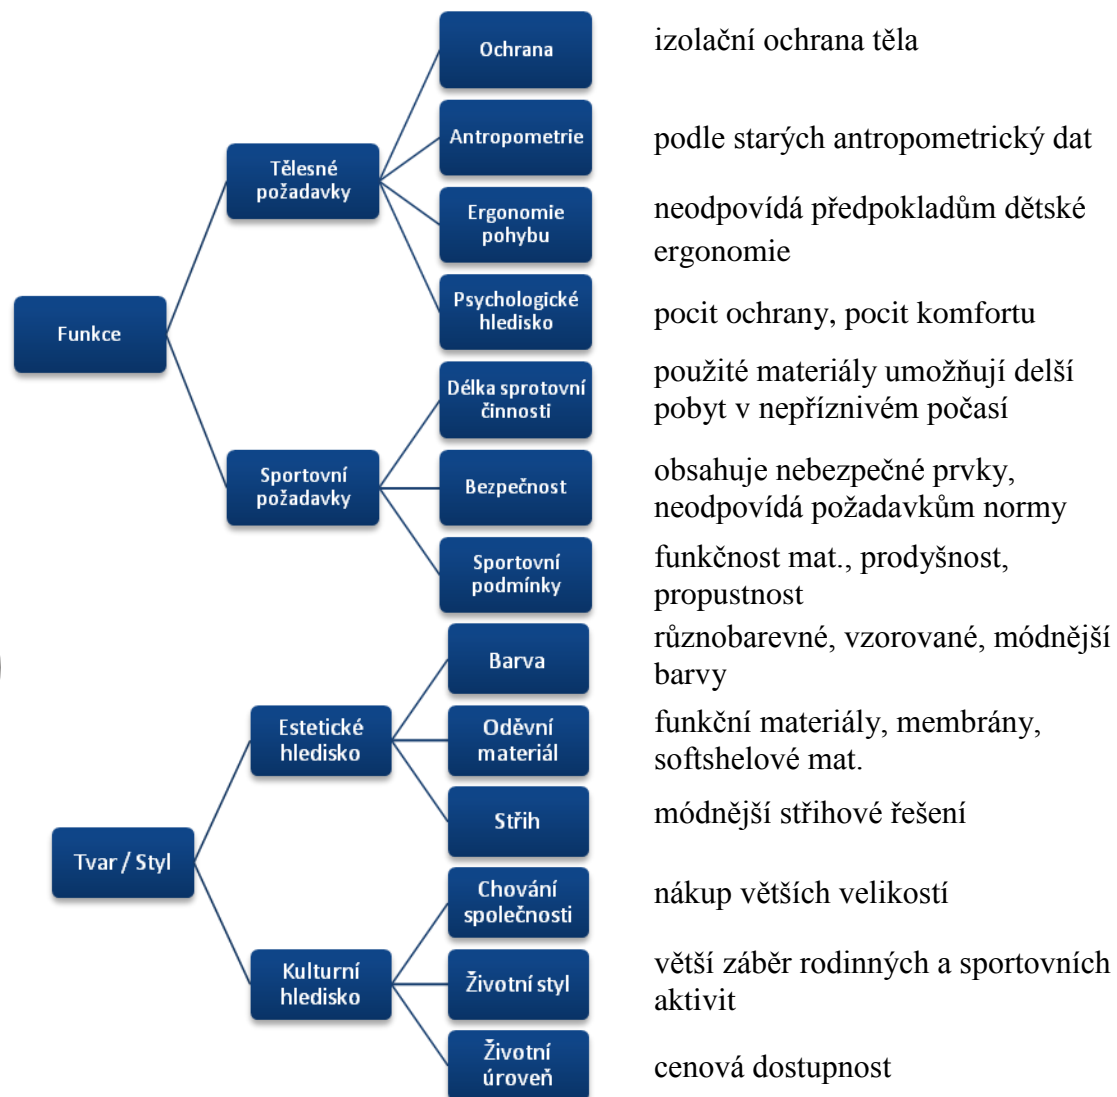 Ochrana
izolační ochrana těla
Antropometrie
podle starých antropometrický dat
Tělesné
požadavky
Ergonomie
pohybu
neodpovídá předpokladům dětské
ergonomie
Psychologické
hledisko
pocit ochrany, pocit komfortu
Funkce
Délka sprotovní
činnosti
použité materiály umožňují delší
pobyt v nepříznivém počasí
Sportovní
požadavky
Bezpečnost
obsahuje nebezpečné prvky,
neodpovídá požadavkům normy
Sportovní
podmínky
funkčnost mat., prodyšnost,
propustnost
Barva
různobarevné, vzorované, módnější
barvy
Estetické
hledisko
Oděvní
materiál
funkční materiály, membrány,
softshelové mat.
Střih
módnější střihové řešení
Tvar / Styl
Chování
společnosti
nákup větších velikostí
Kulturní
hledisko
Životní styl
větší záběr rodinných a sportovních
aktivit
Životní
úroveň
cenová dostupnost